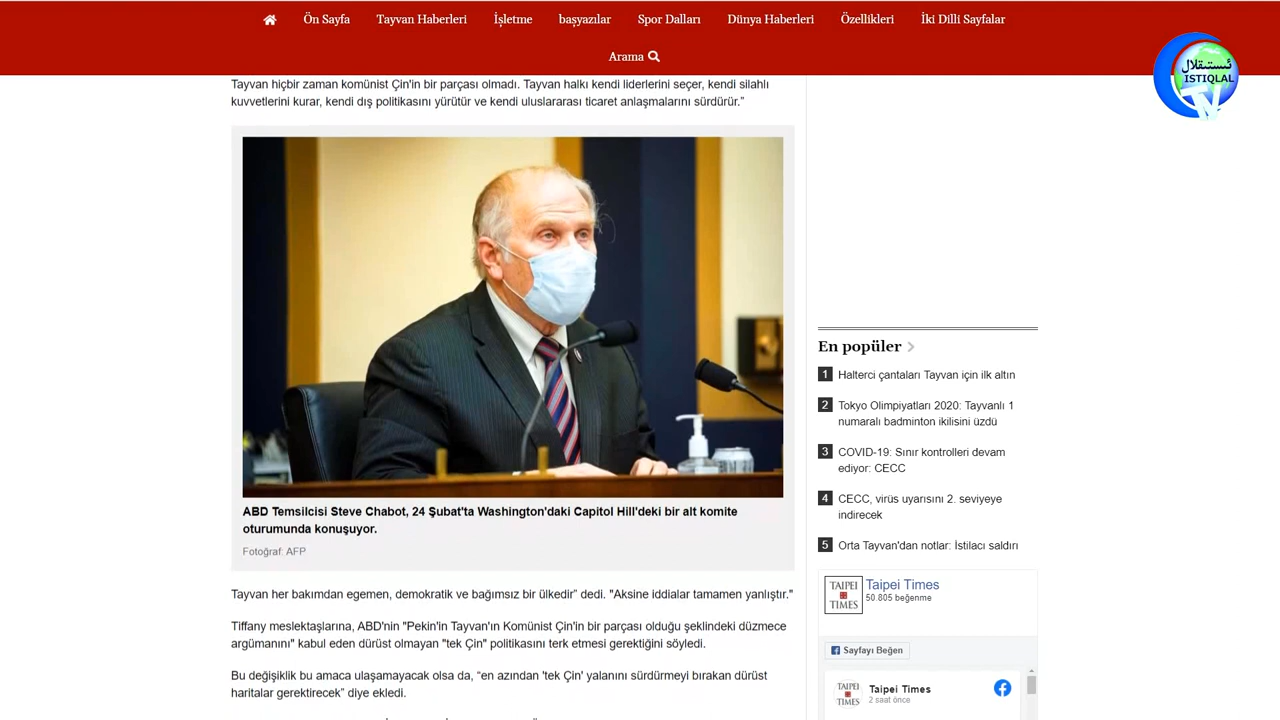 Ön Sayfa
Tayvan Haberleri
İşletme
başyazılar
Spor Dalları
Dünya Haberleri
Özellikleri
İki Dilli Sayfalar
Arama
ئىستىقلال
ISTIQLAL
TV
Tayvan hiçbir zaman komünist Çin'in bir parçası olmadı. Tayvan halkı kendi liderlerini seçer, kendi silahlı
kuvvetlerini kurar, kendi dış politikasını yürütür ve kendi uluslararası ticaret anlaşmalarını sürdürür.”
ABD Temsilcisi Steve Chabot, 24 Şubat'ta Washington'daki Capitol Hill'deki bir alt komite
oturumunda konuşuyor.
Fotoğraf: AFP
Tayvan her bakımdan egemen, demokratik ve bağımsız bir ülkedir” dedi. "Aksine iddialar tamamen yanlıştır."
Tiffany meslektaşlarına, ABD'nin "Pekin'in Tayvan'ın Komünist Çin'in bir parçası olduğu şeklindeki düzmece
argümanını" kabul eden dürüst olmayan "tek Çin" politikasını terk etmesi gerektiğini söyledi.
Bu değişiklik bu amaca ulaşamayacak olsa da, “en azından 'tek Çin' yalanını sürdürmeyi bırakan dürüst
haritalar gerektirecek” diye ekledi.
En popüler
1 Halterci çantaları Tayvan için ilk altın
2 Tokyo Olimpiyatları 2020: Tayvanlı 1
numaralı badminton ikilisini üzdü
3 COVID-19: Sınır kontrolleri devam
ediyor: CECC
4 CECC, virüs uyarısını 2. seviyeye
indirecek
5 Orta Tayvan'dan notlar: İstilacı saldırı
TAIPEI
TIMES
Taipei Times
50.805 beğenme
Sayfayı Beğen
TAIPEI
TIMES
Taipei Times
2 saat önce